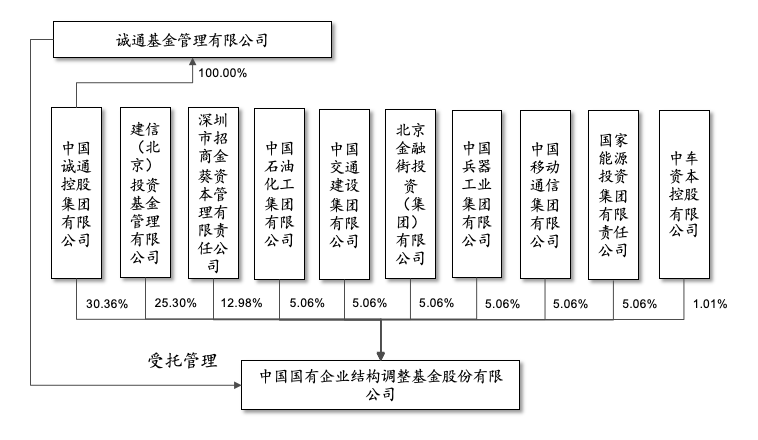 诚通基金管理有限公司
100.00%
中国
诚通
控股
集团
有限
公司
建信
（北
京）
投资
基金
管理
有限
公司
深圳
市招
商金
葵资
本管
理有
限责
任公
司
中国
石油
化工
集团
有限
公司
中国
交通
建设
集团
有限
公司
北京
金融
街投
资
（集
团）
有限
公司
中国
兵器
工业
集团
有限
公司
中国
移动
通信
集团
有限
公司
国家
能源
投资
集团
有限
责任
公司
中车
资本
控股
有限
公司
30.36%
25.30%
12.98%
5.06%
5.06%
5.06%
5.06%
5.06%
5.06%
1.01%
受托管理
中国国有企业结构调整基金股份有限
公司